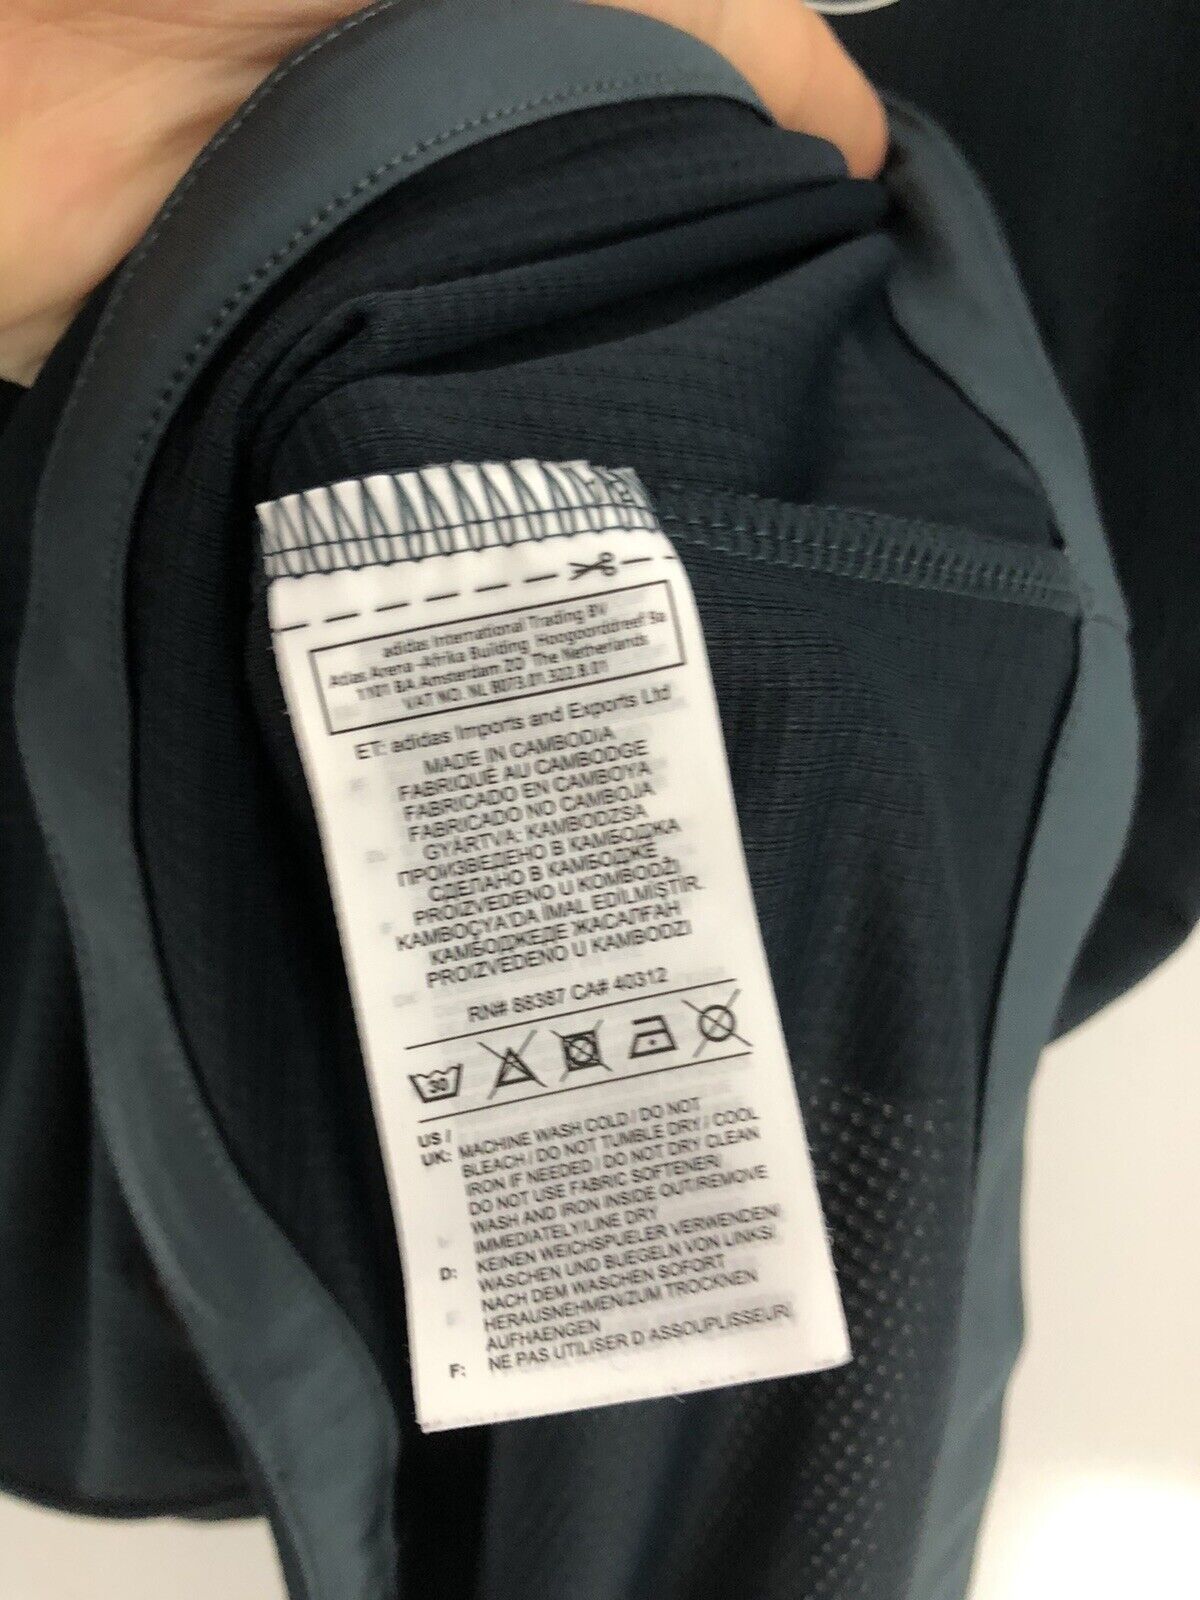 adidas International Trading BV
Atlas Arena -Afrika Building Hoogoorddreef 9a
1101 BA Amsterdam ZO The Netherlands
VAT NO. NL 8073.01.322.B.01
ET: adidas Imports and Exports Ltd
MADE IN CAMBODIA
FABRIQUÉ AU CAMBODGE
FABRICADO EN CAMBOYA
FABRICADO NO CAMBOJA
GYÁRTVA: KAMBODZSA
ПРОИЗВЕДЕНО В КАМБОДЖА
СДЕЛАНО В КАМБОДЖЕ
PROIZVEDENO U KOMBODŽI
KAMBOÇYA'DA İMAL EDİLMİŞTİR.
КАМБОДЖЕДЕ ЖАСАЛҒАН
PROIZVEDENO U KAMBODŽI
RN# 88387 CA# 40312
30
US /
UK: MACHINE WASH COLD / DO NOT
BLEACH / DO NOT TUMBLE DRY / COOL
IRON IF NEEDED / DO NOT DRY CLEAN
DO NOT USE FABRIC SOFTENER/
WASH AND IRON INSIDE OUT/REMOVE
IMMEDIATELY/LINE DRY
D: KEINEN WEICHSPUELER VERWENDEN/
WASCHEN UND BUEGELN VON LINKS/
NACH DEM WASCHEN SOFORT
HERAUSNEHMEN/ZUM TROCKNEN
AUFHAENGEN
F: NE PAS UTILISER D ASSOUPLISSEUR/